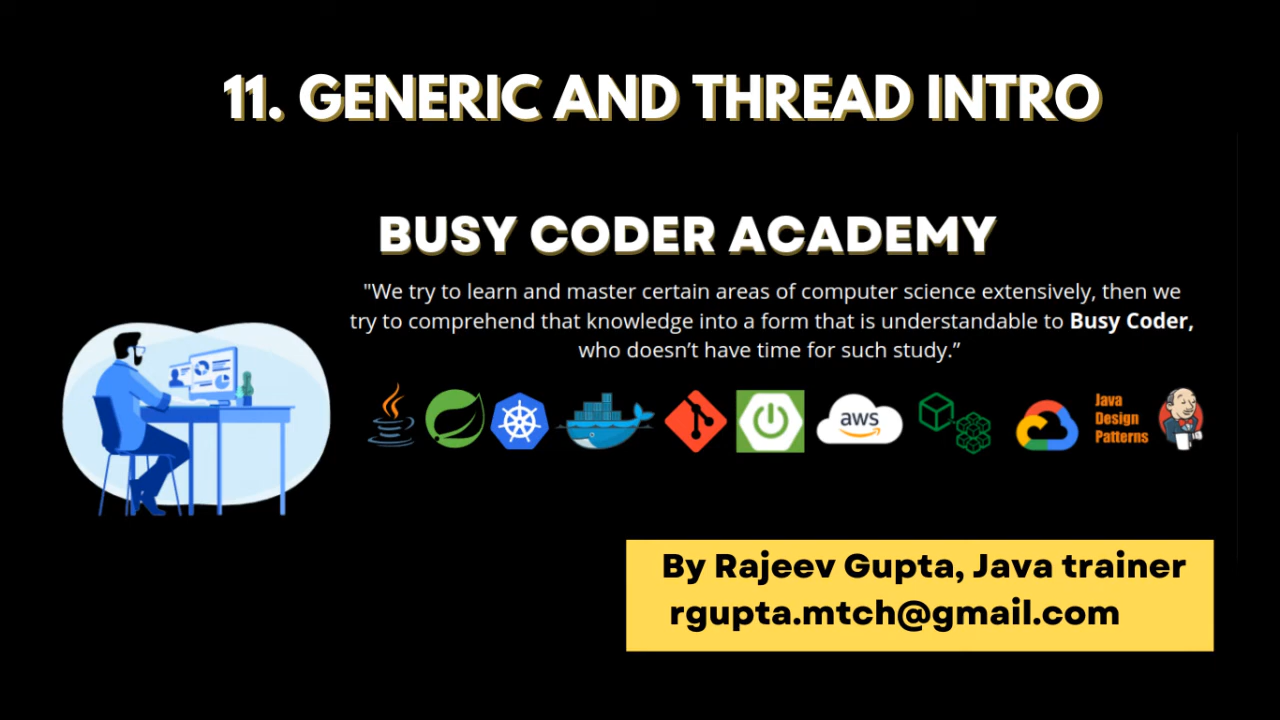 11. GENERIC AND THREAD INTRO
BUSY CODER ACADEMY
"We try to learn and master certain areas of computer science extensively, then we
try to comprehend that knowledge into a form that is understandable to Busy Coder,
who doesn’t have time for such study.”
aws
Java
Design
Patterns
By Rajeev Gupta, Java trainer
rgupta.mtch@gmail.com